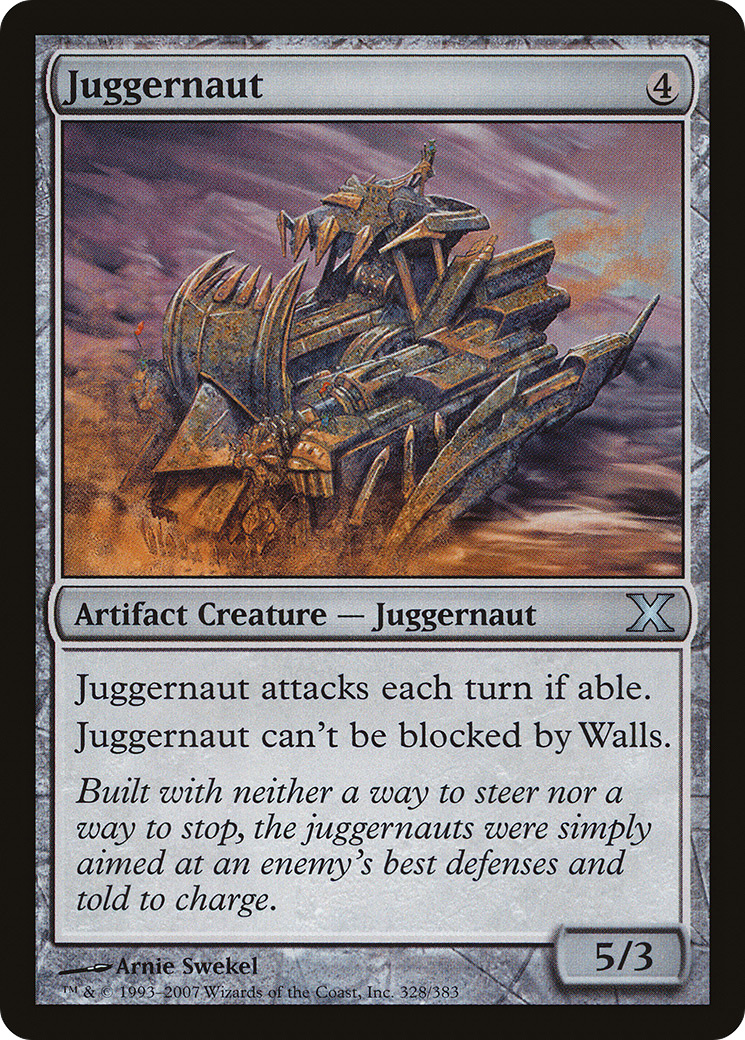 Juggernaut
4
Artifact Creature — Juggernaut
X
Juggernaut attacks each turn if able.
Juggernaut can't be blocked by Walls.
Built with neither a way to steer nor a
way to stop, the juggernauts were simply
aimed at an enemy's best defenses and
told to charge.
5/3
Arnie Swekel
™ & © 1993–2007 Wizards of the Coast, Inc. 328/383